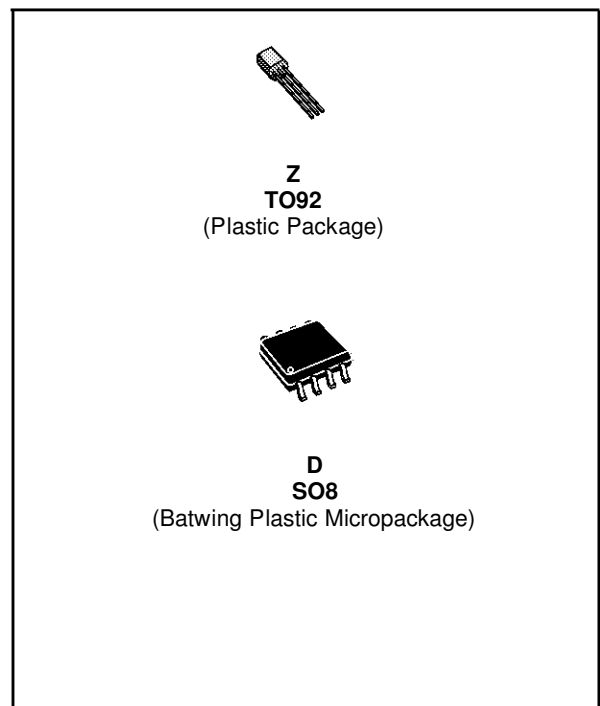 Z
TO92
(Plastic Package)
D
SO8
(Batwing Plastic Micropackage)